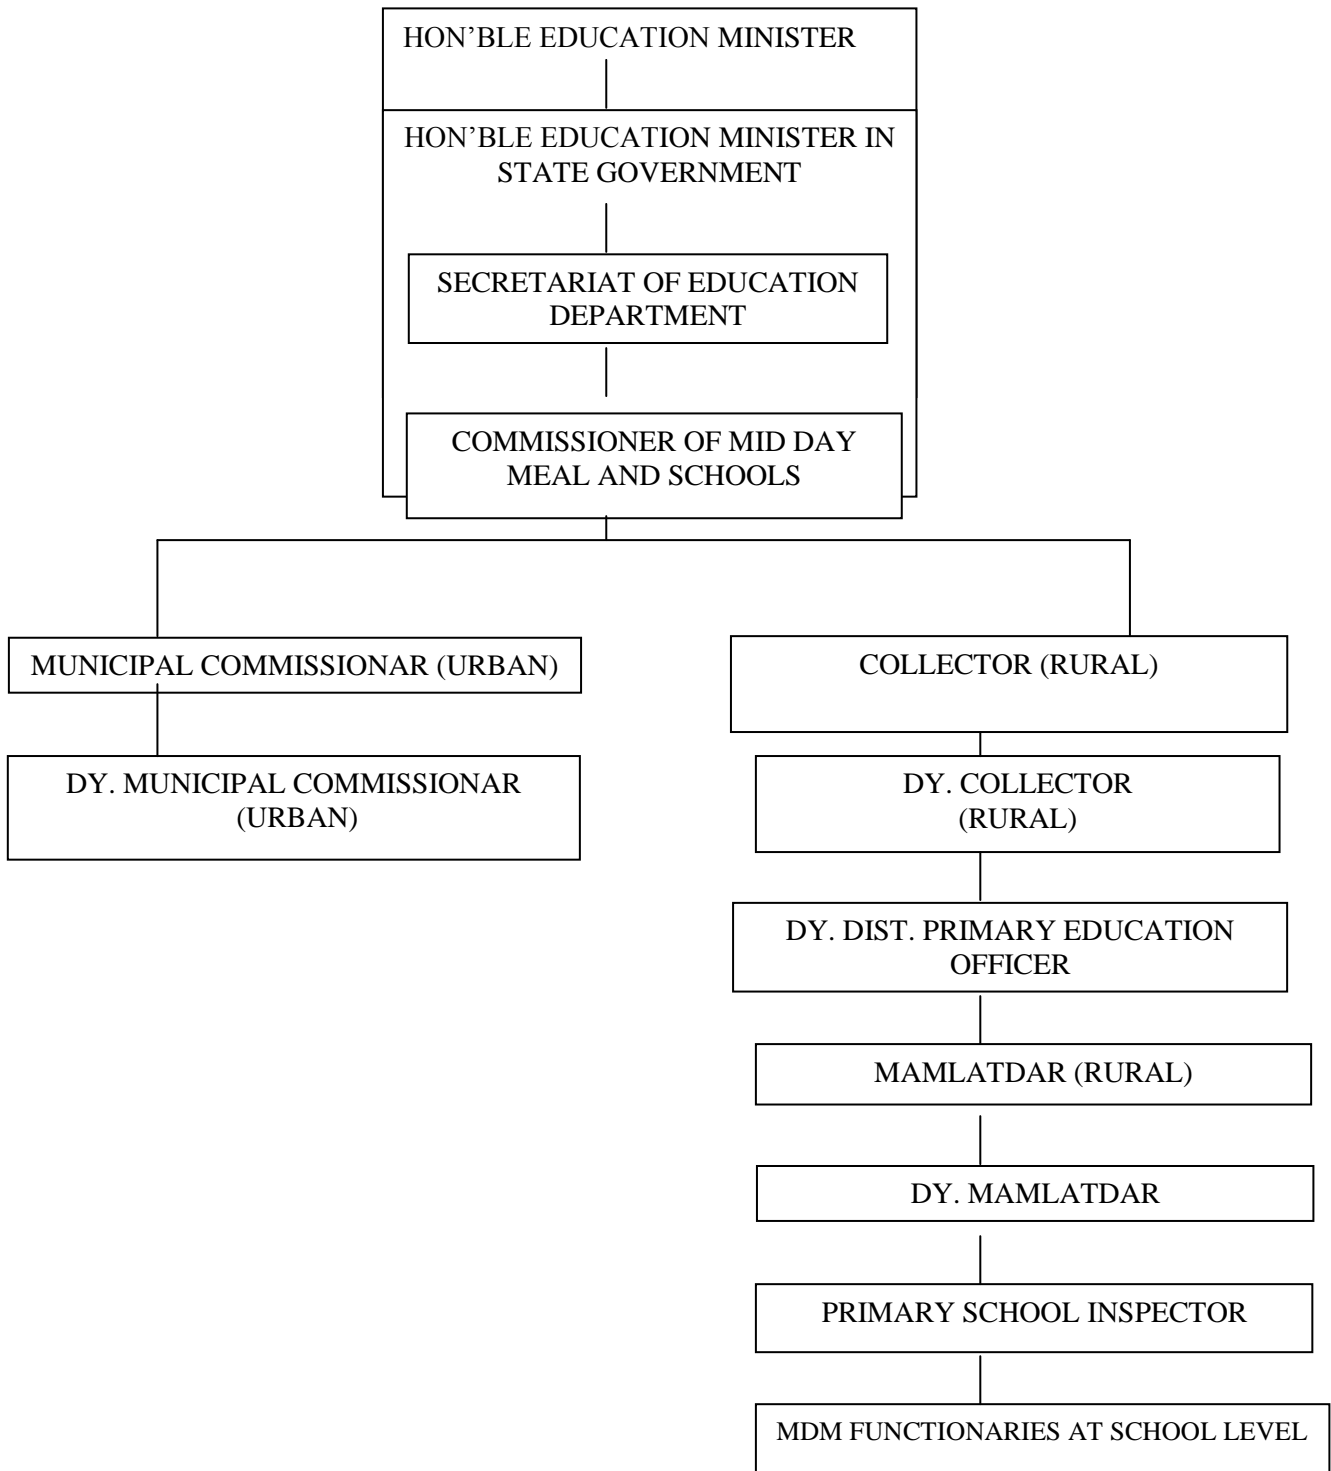 HON’BLE EDUCATION MINISTER
HON’BLE EDUCATION MINISTER IN
STATE GOVERNMENT
SECRETARIAT OF EDUCATION
DEPARTMENT
COMMISSIONER OF MID DAY
MEAL AND SCHOOLS
MUNICIPAL COMMISSIONAR (URBAN)
COLLECTOR (RURAL)
DY. MUNICIPAL COMMISSIONAR
(URBAN)
DY. COLLECTOR
(RURAL)
DY. DIST. PRIMARY EDUCATION
OFFICER
MAMLATDAR (RURAL)
DY. MAMLATDAR
PRIMARY SCHOOL INSPECTOR
MDM FUNCTIONARIES AT SCHOOL LEVEL